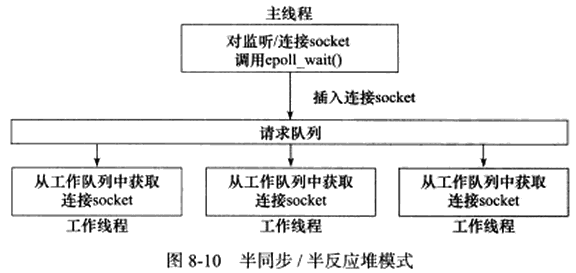 主线程
对监听/连接socket
调用epoll_wait()
插入连接socket
请求队列
从工作队列中获取
连接socket
从工作队列中获取
连接socket
从工作队列中获取
连接socket
工作线程
工作线程
工作线程
图 8-10 半同步 / 半反应堆模式